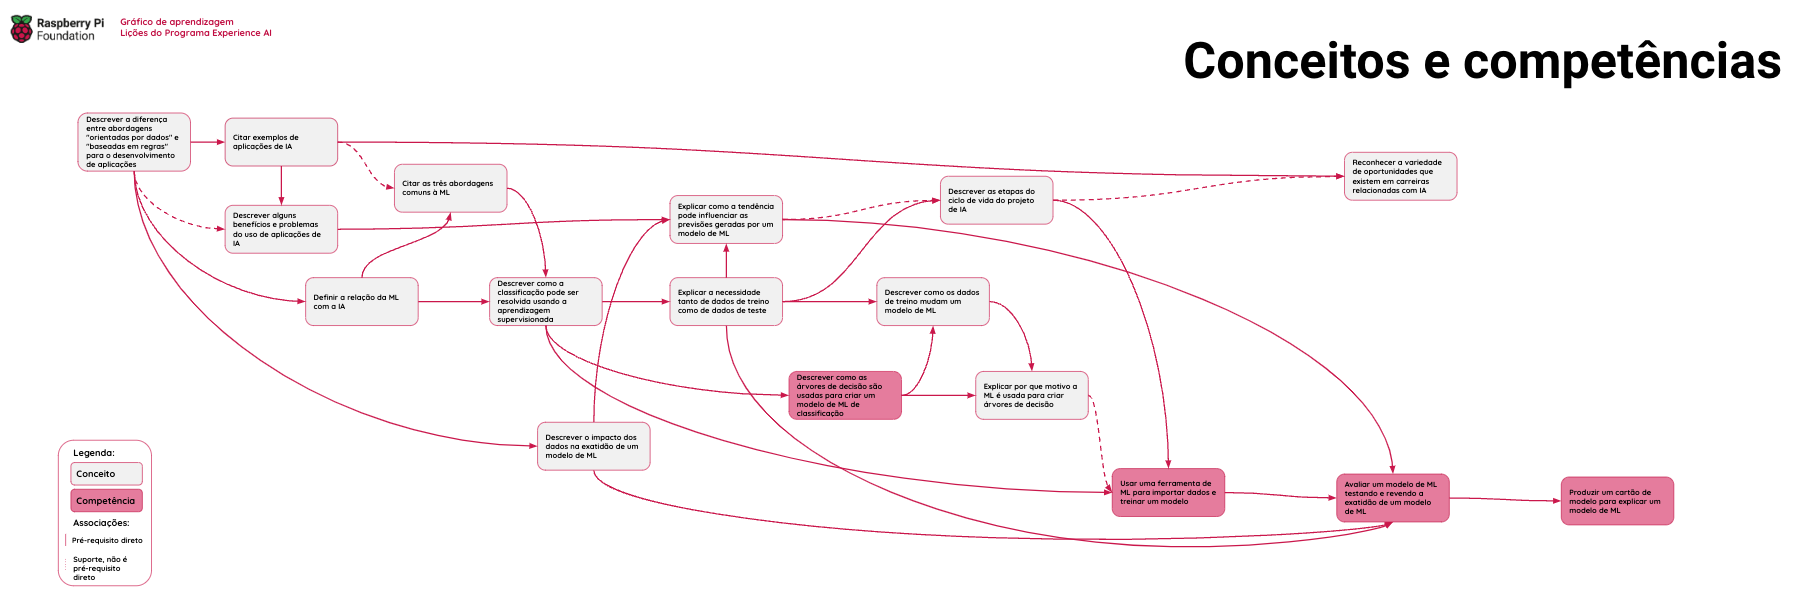 Raspberry Pi
Foundation
Gráfico de aprendizagem
Lições do Programa Experience AI
Conceitos e competências
Descrever a diferença
entre abordagens
"orientadas por dados" e
"baseadas em regras"
para o desenvolvimento
de aplicações
Citar exemplos de
aplicações de IA
Citar as três abordagens
comuns à ML
Reconhecer a variedade
de oportunidades que
existem em carreiras
relacionadas com IA
Descrever as etapas do
ciclo de vida do projeto
de IA
Descrever alguns
benefícios e problemas
do uso de aplicações de
IA
Explicar como a tendência
pode influenciar as
previsões geradas por um
modelo de ML
Definir a relação da ML
com a IA
Descrever como a
classificação pode ser
resolvida usando a
aprendizagem
supervisionada
Explicar a necessidade
tanto de dados de treino
como de dados de teste
Descrever como os dados
de treino mudam um
modelo de ML
Descrever como as
árvores de decisão são
usadas para criar um
modelo de ML de
classificação
Explicar por que motivo a
ML é usada para criar
árvores de decisão
Descrever o impacto dos
dados na exatidão de um
modelo de ML
Usar uma ferramenta de
ML para importar dados e
treinar um modelo
Avaliar um modelo de ML
testando e revendo a
exatidão de um modelo
de ML
Produzir um cartão de
modelo para explicar um
modelo de ML
Legenda:
Conceito
Competência
Associações:
Pré-requisito direto
Suporte, não é
pré-requisito
direto